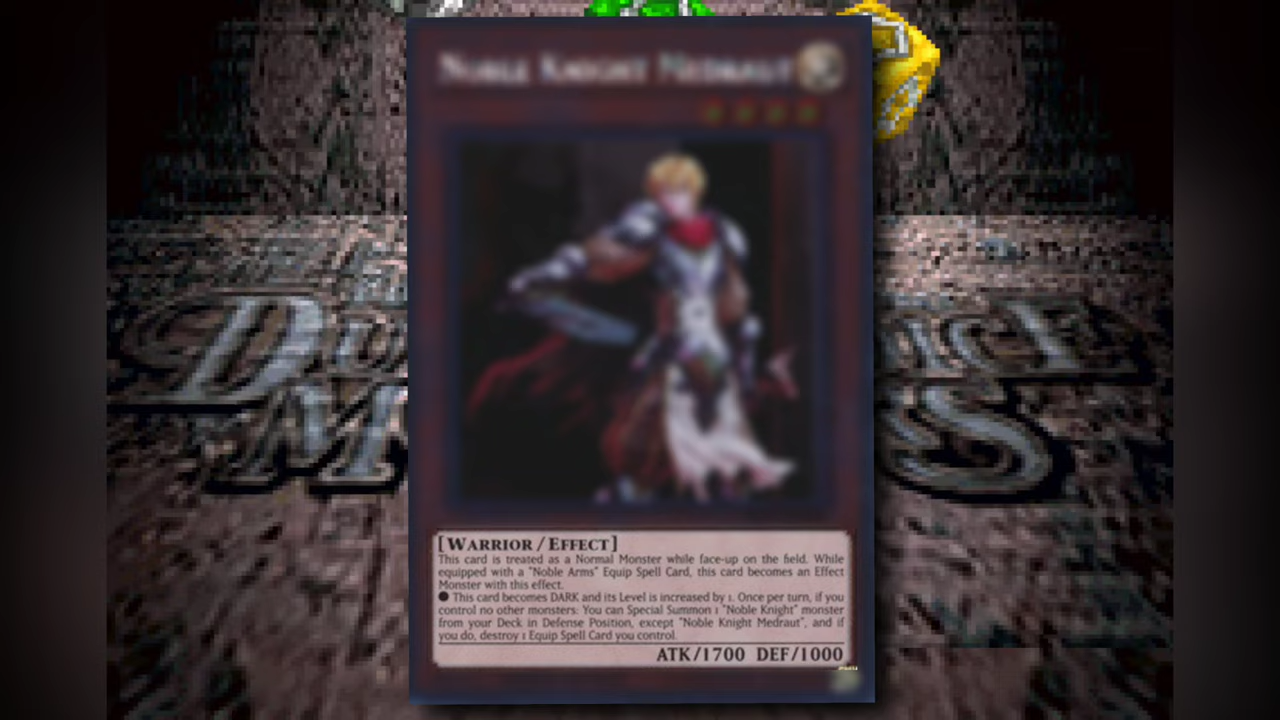 Noble Knight Medraut
[Warrior / Effect]
This card is treated as a Normal Monster while face-up on the field. While
equipped with a "Noble Arms" Equip Spell Card, this card becomes an Effect
Monster with this effect.
● This card becomes DARK and its Level is increased by 1. Once per turn, if you
control no other monsters: You can Special Summon 1 "Noble Knight" monster
from your Deck in Defense Position, except "Noble Knight Medraut", and if
you do, destroy 1 Equip Spell Card you control.
ATK/1700 DEF/1000